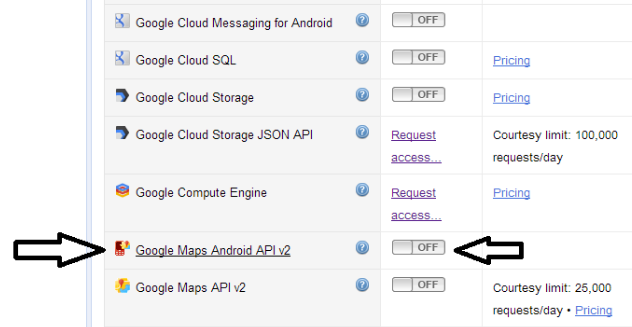 Google Cloud Messaging for Android OFF
Google Cloud SQL OFF Pricing
Google Cloud Storage OFF Pricing
Google Cloud Storage JSON API Request Courtesy limit: 100,000
access... requests/day
Google Compute Engine Request Pricing
access...
Google Maps Android API v2 OFF
Google Maps API v2 OFF Courtesy limit: 25,000
requests/day • Pricing